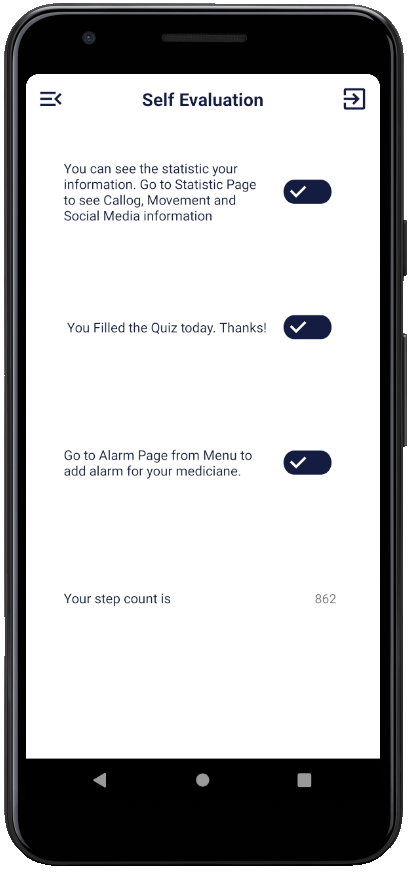 Self Evaluation
You can see the statistic your
information. Go to Statistic Page
to see Callog, Movement and
Social Media information
You Filled the Quiz today. Thanks!
Go to Alarm Page from Menu to
add alarm for your mediciane.
Your step count is 862